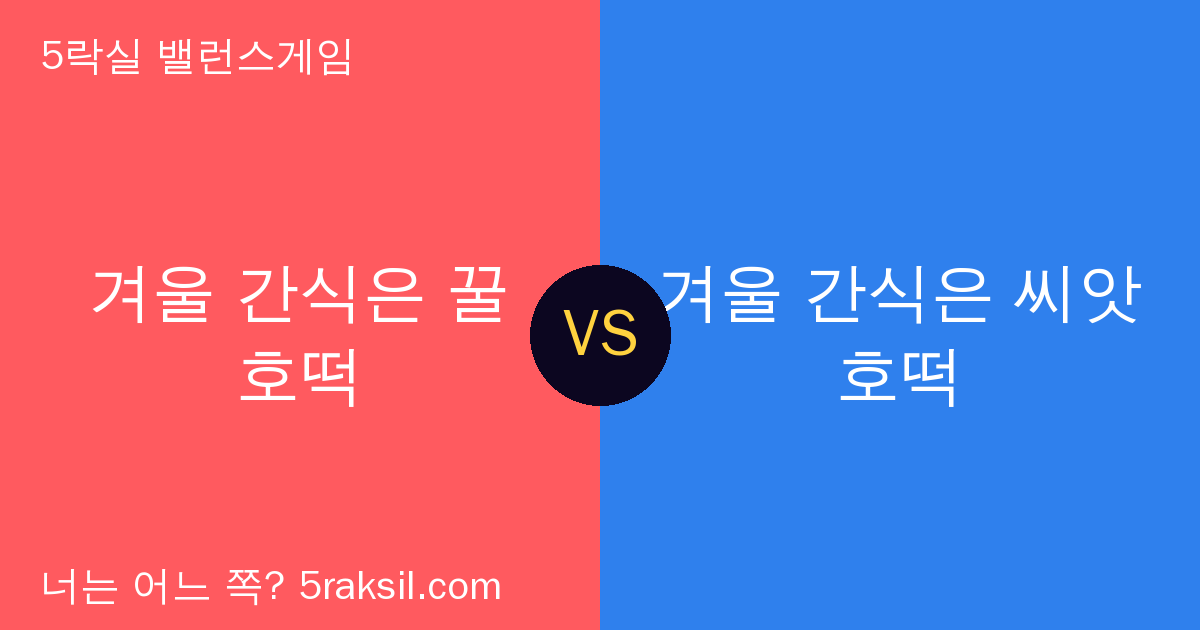 5락실 밸런스게임
겨울 간식은 꿀
호떡
VS
겨울 간식은 씨앗
호떡
너는 어느 쪽? 5raksil.com